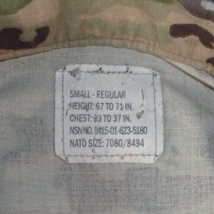 SMALL - REGULAR
HEIGHT: 67 TO 71 IN.
CHEST: 33 TO 37 IN.
NSN NO. 8415-01-623-5180
NATO SIZE: 7080/8494